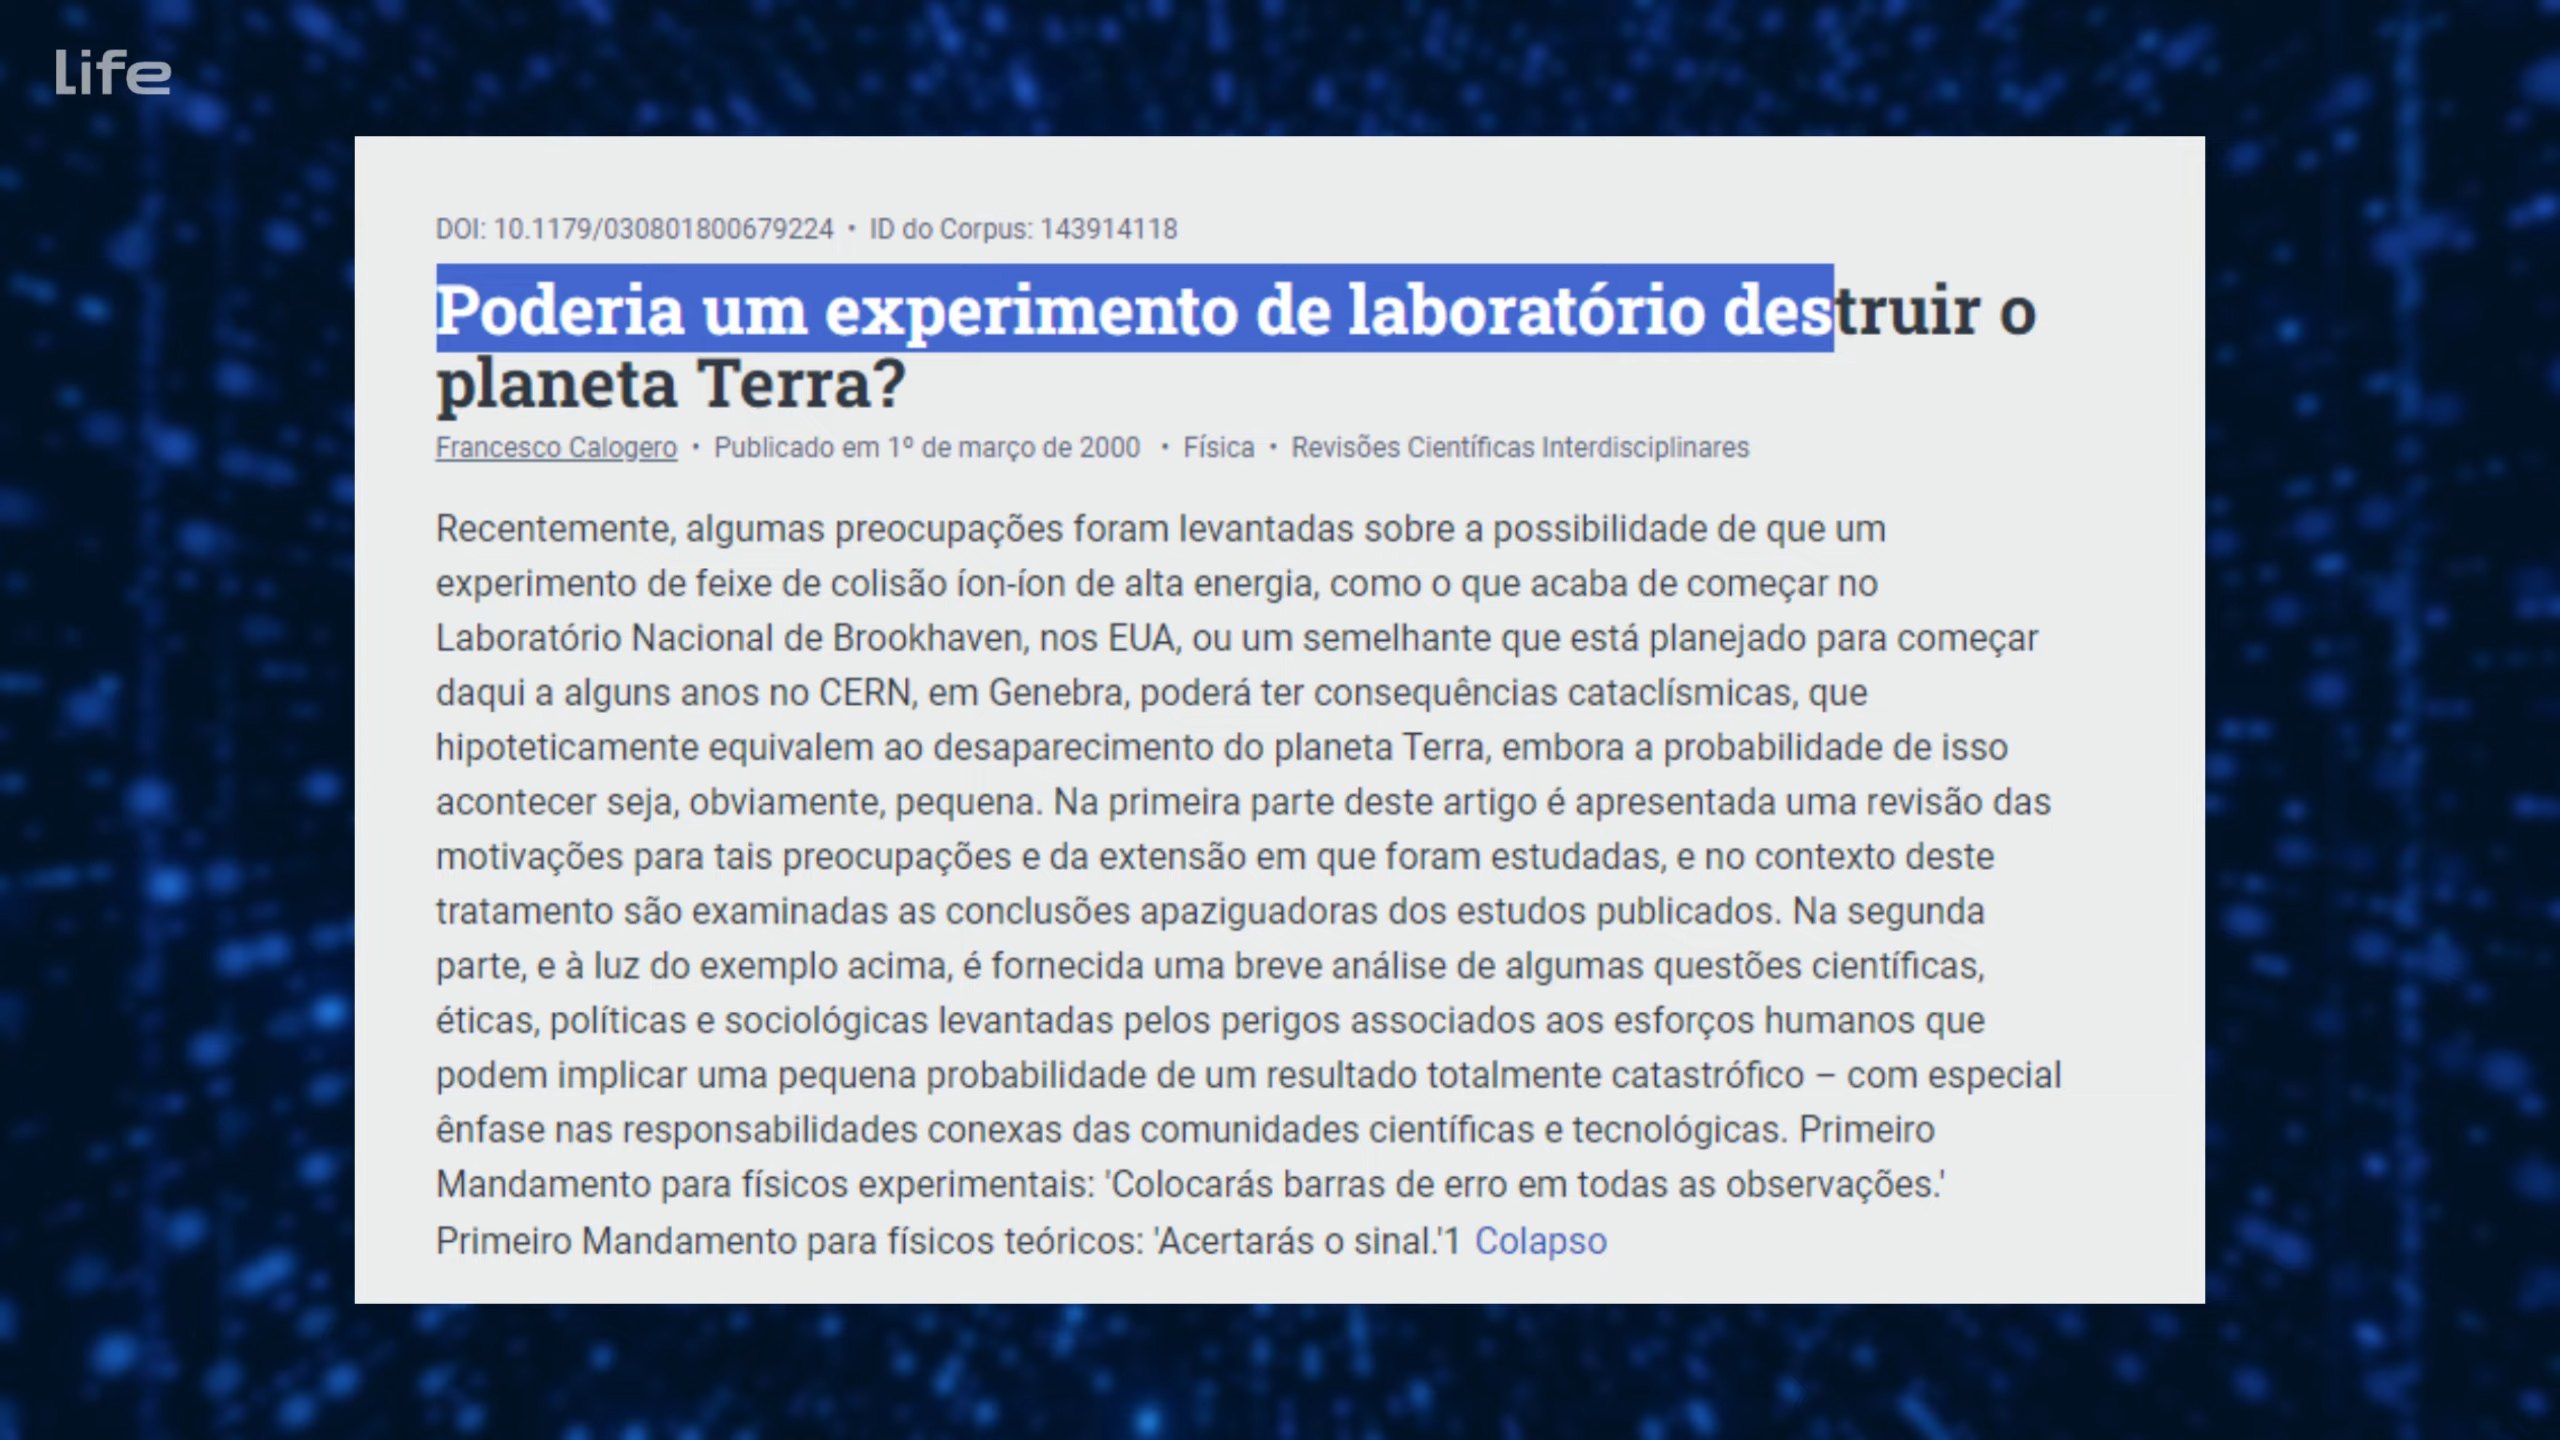 life
DOI: 10.1179/030801800679224 • ID do Corpus: 143914118
Poderia um experimento de laboratório destruir o
planeta Terra?
Francesco Calogero • Publicado em 1º de março de 2000 • Física • Revisões Científicas Interdisciplinares
Recentemente, algumas preocupações foram levantadas sobre a possibilidade de que um
experimento de feixe de colisão íon-íon de alta energia, como o que acaba de começar no
Laboratório Nacional de Brookhaven, nos EUA, ou um semelhante que está planejado para começar
daqui a alguns anos no CERN, em Genebra, poderá ter consequências cataclísmicas, que
hipoteticamente equivalem ao desaparecimento do planeta Terra, embora a probabilidade de isso
acontecer seja, obviamente, pequena. Na primeira parte deste artigo é apresentada uma revisão das
motivações para tais preocupações e da extensão em que foram estudadas, e no contexto deste
tratamento são examinadas as conclusões apaziguadoras dos estudos publicados. Na segunda
parte, e à luz do exemplo acima, é fornecida uma breve análise de algumas questões científicas,
éticas, políticas e sociológicas levantadas pelos perigos associados aos esforços humanos que
podem implicar uma pequena probabilidade de um resultado totalmente catastrófico – com especial
ênfase nas responsabilidades conexas das comunidades científicas e tecnológicas. Primeiro
Mandamento para físicos experimentais: 'Colocarás barras de erro em todas as observações.'
Primeiro Mandamento para físicos teóricos: 'Acertarás o sinal.'1 Colapso